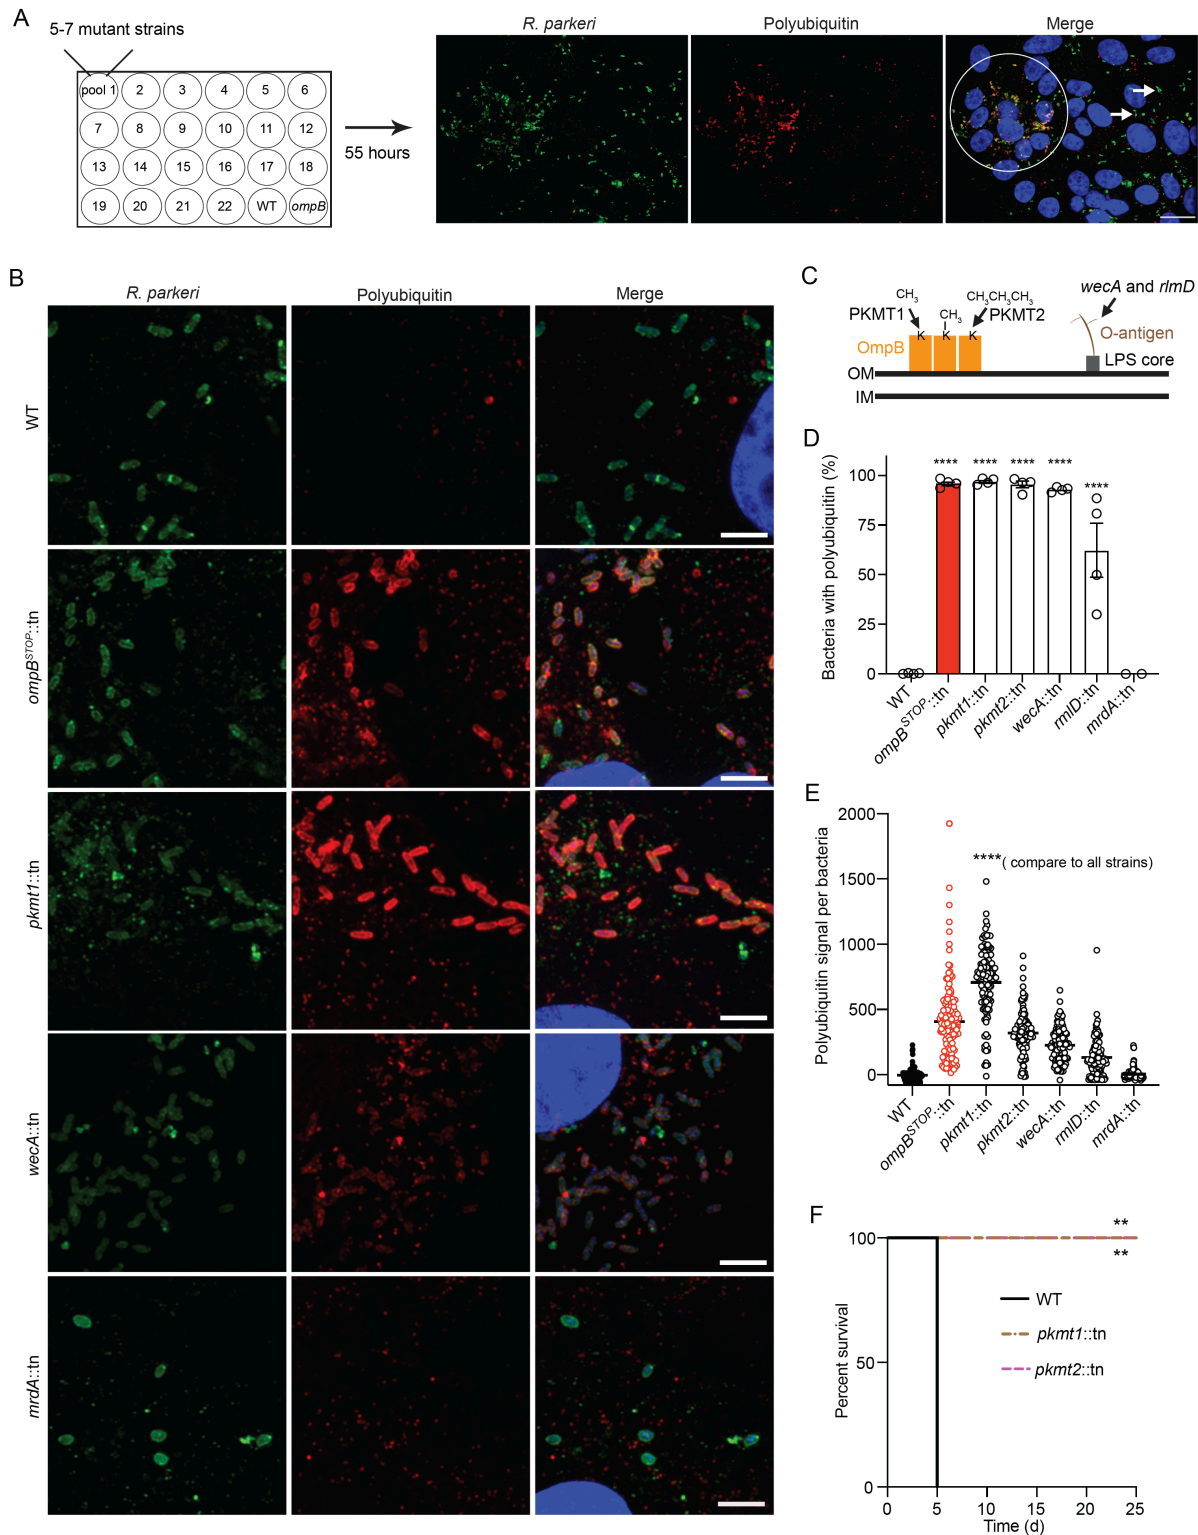 A
5-7 mutant strains
pool 1 2 3 4 5 6
7 8 9 10 11 12
13 14 15 16 17 18
19 20 21 22 WT ompB
55 hours
R. parkeri Polyubiquitin Merge
B
R. parkeri Polyubiquitin Merge
WT
ompBSTOP::tn
pkmt1::tn
wecA::tn
mrdA::tn
C
CH3 CH3 CH3CH3CH3
PKMT1 PKMT2
K K K
OmpB
OM
IM
wecA and rlmD
O-antigen
LPS core
D
Bacteria with polyubiquitin (%)
100
75
50
25
0
**** **** **** **** ****
WT ompBSTOP::tn pkmt1::tn pkmt2::tn wecA::tn rmlD::tn mrdA::tn
E
Polyubiquitin signal per bacteria
2000
1500
1000
500
0
****( compare to all strains)
WT ompBSTOP::tn pkmt1::tn pkmt2::tn wecA::tn rmlD::tn mrdA::tn
F
Percent survival
100
50
0
**
**
WT
pkmt1::tn
pkmt2::tn
0 5 10 15 20 25
Time (d)